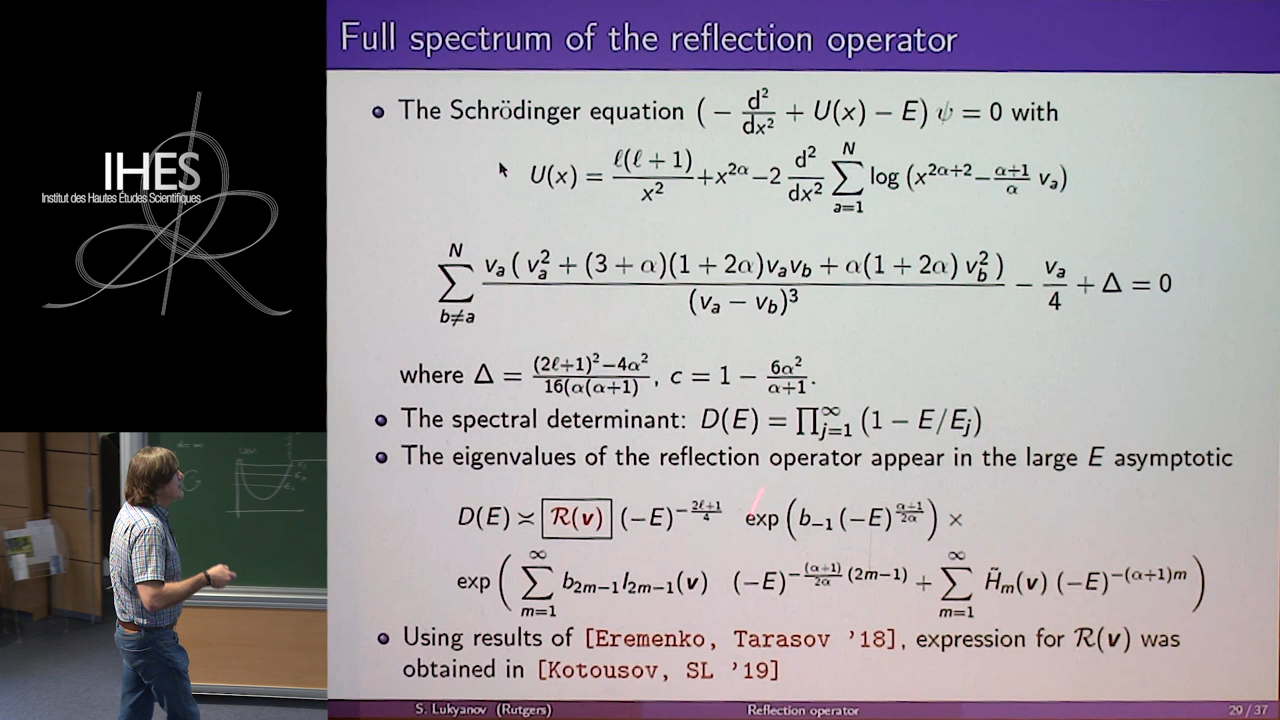 Full spectrum of the reflection operator
IHES
Institut des Hautes Études Scientifiques
• The Schrödinger equation ( − d²/dx² + U(x) − E) ψ = 0 with
U(x) = ℓ(ℓ + 1)/x² + x^{2α} − 2 d²/dx² ∑_{a=1}^{N} log (x^{2α+2} − (α+1)/α v_a)
∑_{b≠a}^{N} v_a ( v_a² + (3 + α)(1 + 2α)v_a v_b + α(1 + 2α) v_b² )/(v_a − v_b)³ − v_a/4 + Δ = 0
where Δ = (2ℓ+1)²−4α²/16(α(α+1), c = 1 − 6α²/α+1.
• The spectral determinant: D(E) = ∏_{j=1}^{∞} (1 − E/E_j)
• The eigenvalues of the reflection operator appear in the large E asymptotic
D(E) ≍ R(v) (−E)^{−(2ℓ+1)/4} exp ( b_{−1} (−E)^{(α+1)/2α} ) ×
exp ( ∑_{m=1}^{∞} b_{2m−1} I_{2m−1}(v) (−E)^{−(α+1)/2α (2m−1)} + ∑_{m=1}^{∞} H̃_m(v) (−E)^{−(α+1)m} )
• Using results of [Eremenko, Tarasov '18], expression for R(v) was
obtained in [Kotousov, SL '19]
S. Lukyanov (Rutgers) Reflection operator 29 / 37